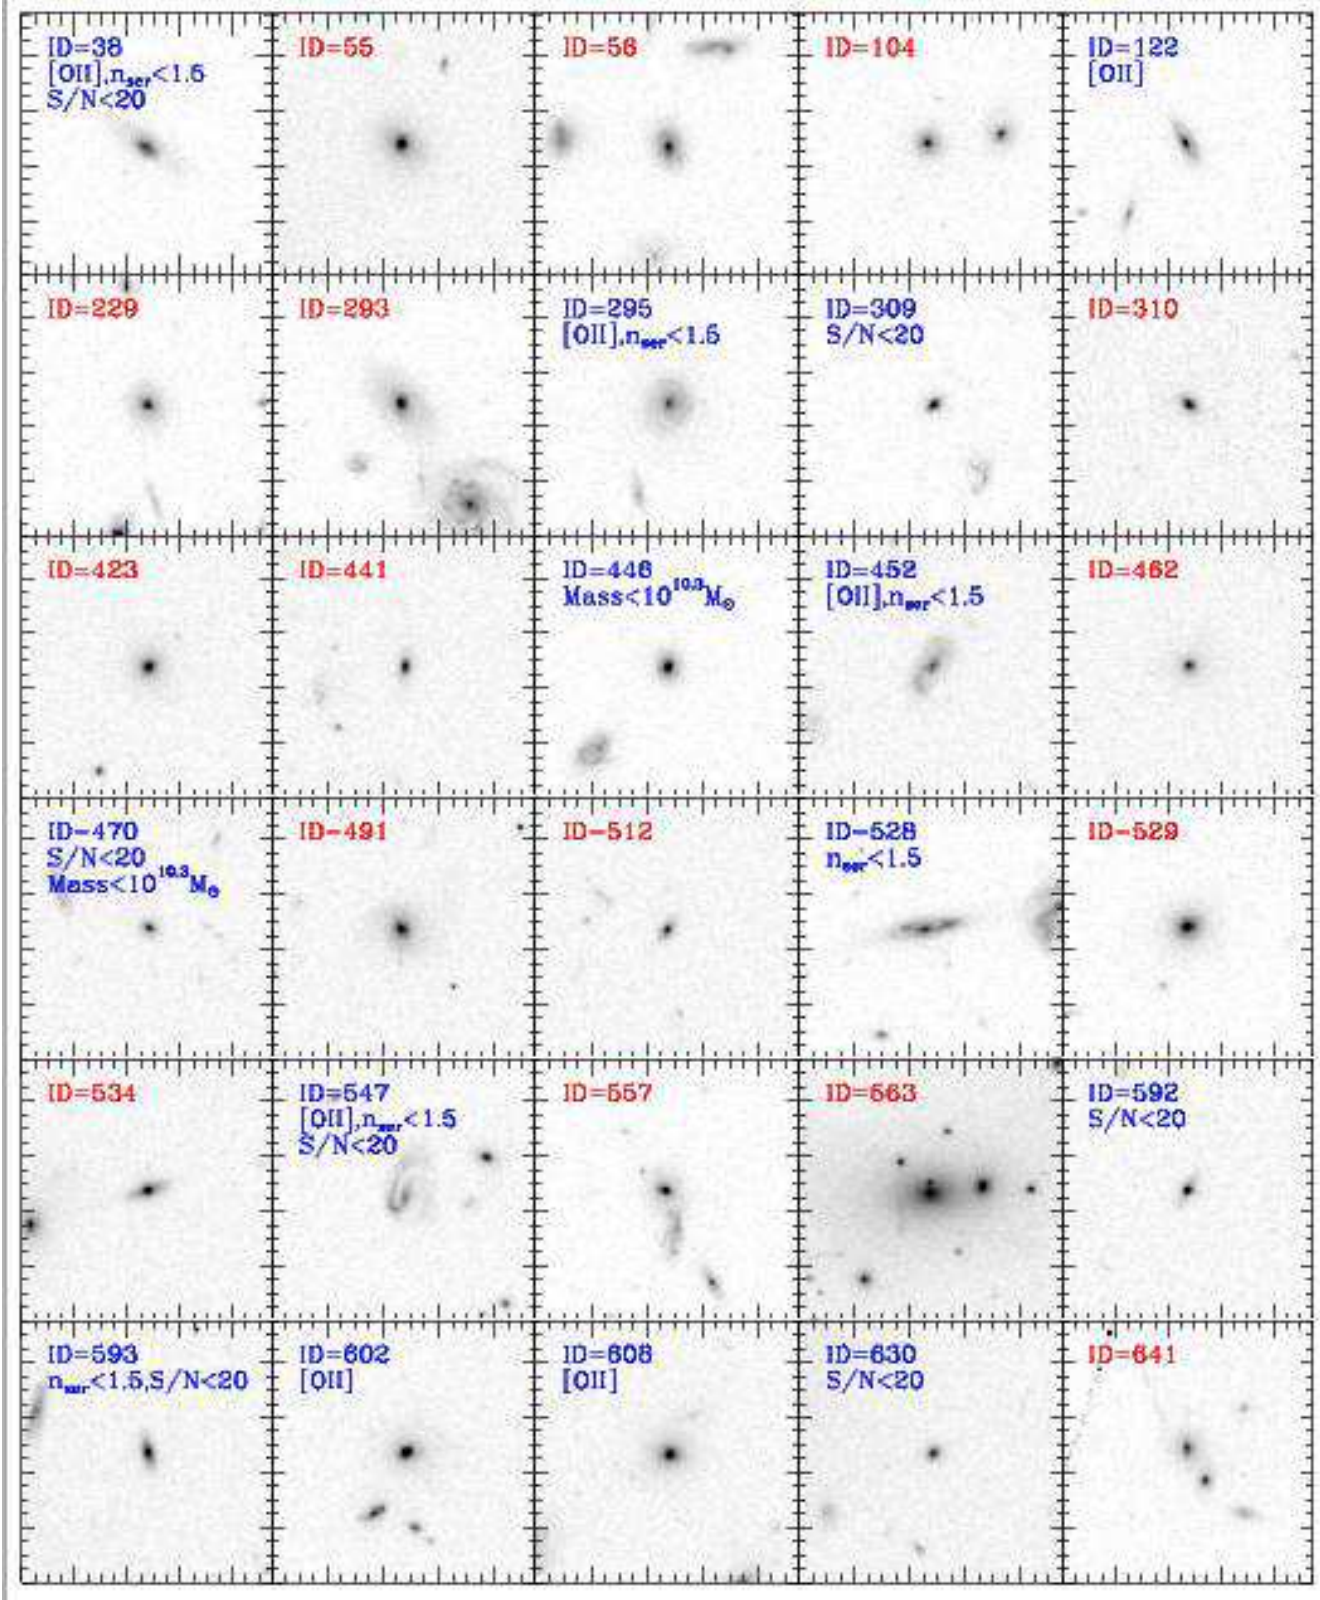 ID=38
[OII],n_ser<1.5
S/N<20
ID=55
ID=56
ID=104
ID=122
[OII]
ID=229
ID=293
ID=295
[OII],n_ser<1.5
ID=309
S/N<20
ID=310
ID=423
ID=441
ID=446
Mass<10^10.3M⊙
ID=452
[OII],n_ser<1.5
ID=462
ID=470
S/N<20
Mass<10^10.3M⊙
ID=491
ID=512
ID=528
n_ser<1.5
ID=529
ID=534
ID=547
[OII],n_ser<1.5
S/N<20
ID=557
ID=563
ID=592
S/N<20
ID=593
n_ser<1.5,S/N<20
ID=602
[OII]
ID=608
[OII]
ID=630
S/N<20
ID=641